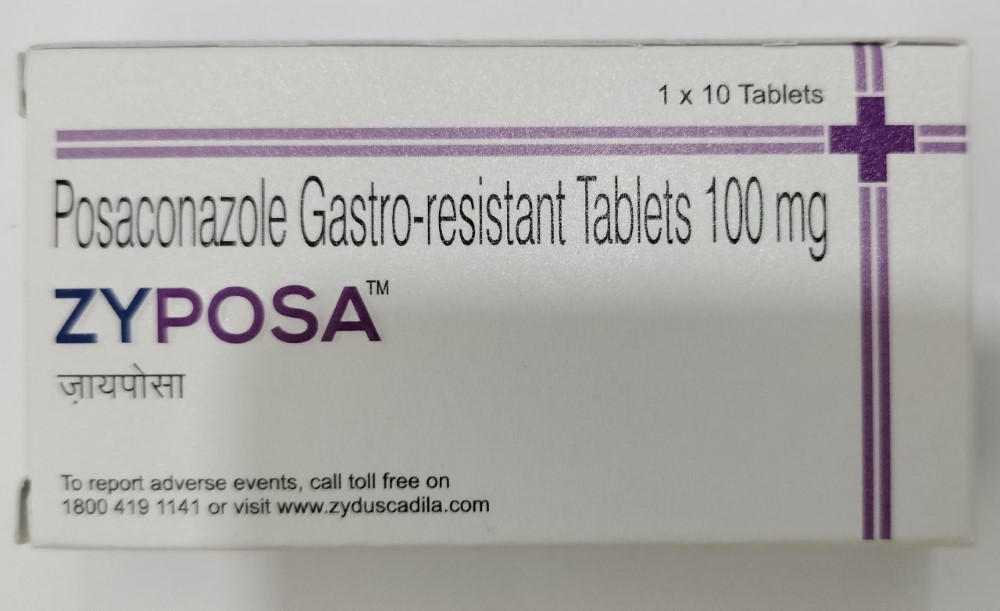 1 x 10 Tablets
Posaconazole Gastro-resistant Tablets 100 mg
ZYPOSA™
ज़ायपोसा
To report adverse events, call toll free on
1800 419 1141 or visit www.zyduscadila.com